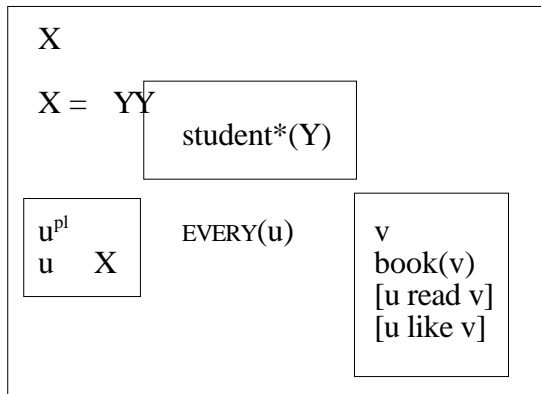 X
X = YY
student*(Y)
u^pl EVERY(u) v
u X book(v)
[u read v]
[u like v]